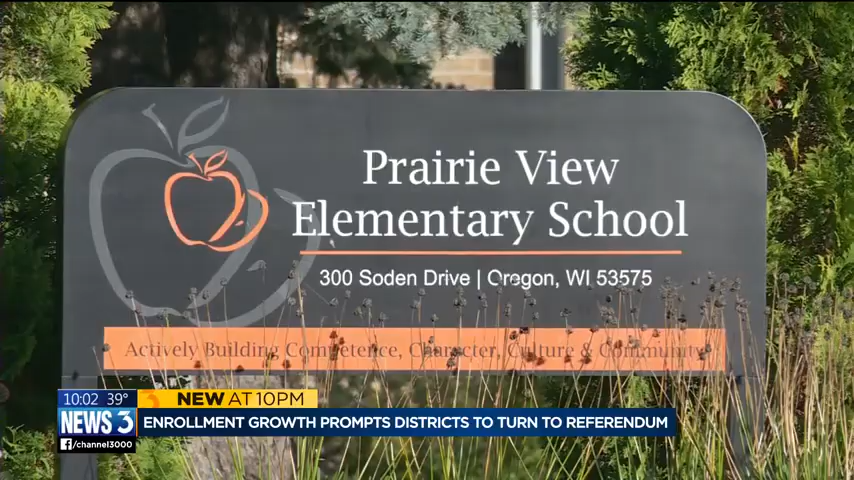 Prairie View
Elementary School
300 Soden Drive | Oregon, WI 53575
Actively Building Competence, Character, Culture & Community
10:02 39°
NEW AT 10PM
NEWS 3
ENROLLMENT GROWTH PROMPTS DISTRICTS TO TURN TO REFERENDUM
/channel3000